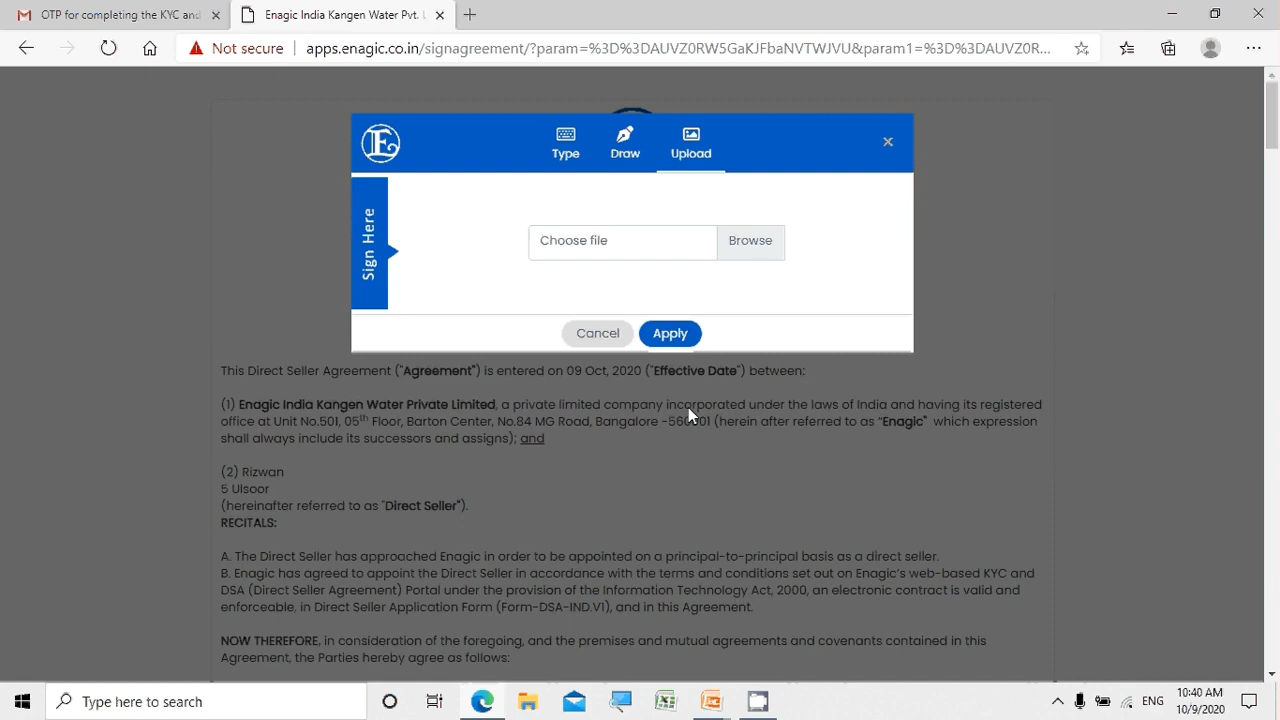 OTP for completing the KYC and
Enagic India Kangen Water Pvt. L
Not secure
apps.enagic.co.in/signagreement/?param=%3D%3DAUVZ0RW5GaKJFbaNVTWJVU&param1=%3D%3DAUVZ0R...
Type
Draw
Upload
Sign Here
Choose file
Browse
Cancel
Apply
This Direct Seller Agreement ("Agreement") is entered on 09 Oct, 2020 ("Effective Date") between:
(1) Enagic India Kangen Water Private Limited, a private limited company incorporated under the laws of India and having its registered
office at Unit No.501, 05th Floor, Barton Center, No.84 MG Road, Bangalore -560001 (herein after referred to as "Enagic" which expression
shall always include its successors and assigns); and
(2) Rizwan
5 Ulsoor
(hereinafter referred to as "Direct Seller").
RECITALS:
A. The Direct Seller has approached Enagic in order to be appointed on a principal-to-principal basis as a direct seller.
B. Enagic has agreed to appoint the Direct Seller in accordance with the terms and conditions set out on Enagic's web-based KYC and
DSA (Direct Seller Agreement) Portal under the provision of the Information Technology Act, 2000, an electronic contract is valid and
enforceable, in Direct Seller Application Form (Form-DSA-IND.V1), and in this Agreement.
NOW THEREFORE, in consideration of the foregoing, and the premises and mutual agreements and covenants contained in this
Agreement, the Parties hereby agree as follows:
Type here to search
ENG
10:40 AM
10/9/2020